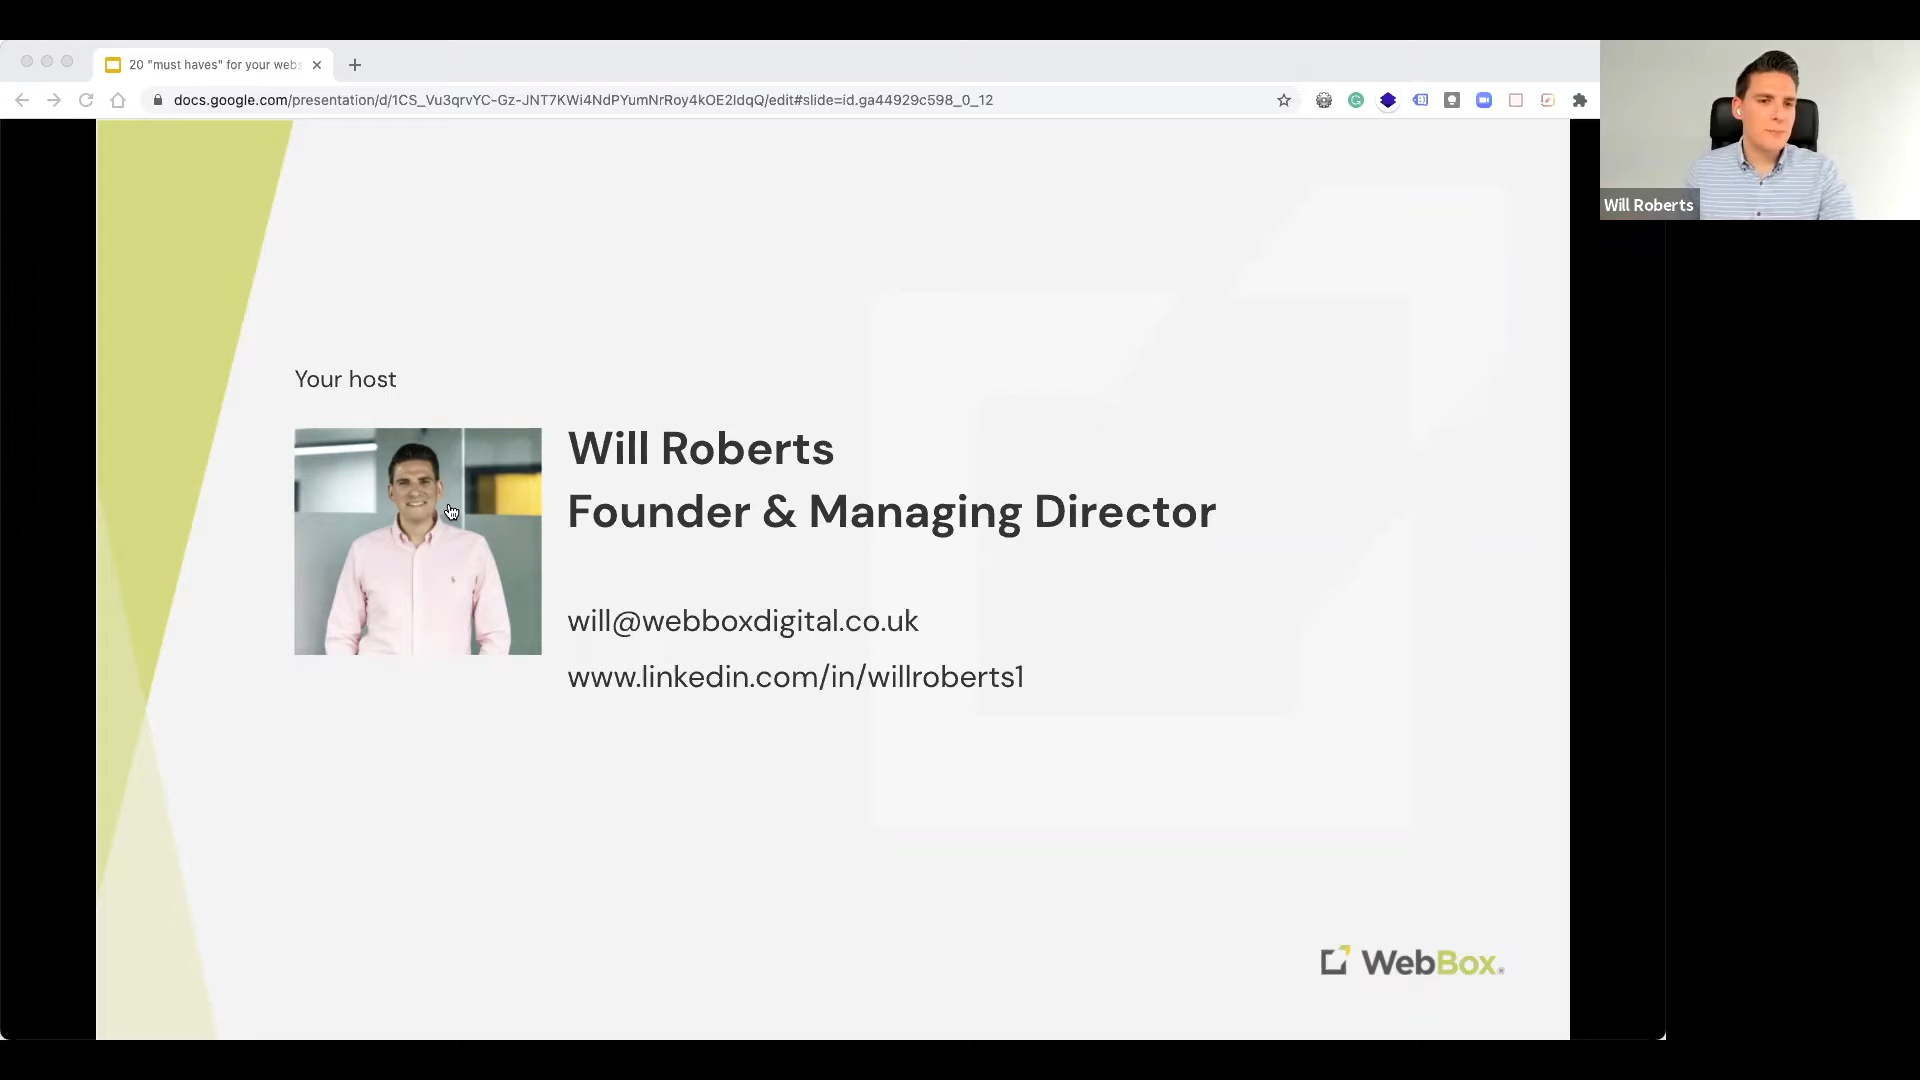 20 "must haves" for your webs
docs.google.com/presentation/d/1CS_Vu3qrvYC-Gz-JNT7KWi4NdPYumNrRoy4kOE2ldqQ/edit#slide=id.ga44929c598_0_12
Will Roberts
Your host
Will Roberts
Founder & Managing Director
will@webboxdigital.co.uk
www.linkedin.com/in/willroberts1
WebBox